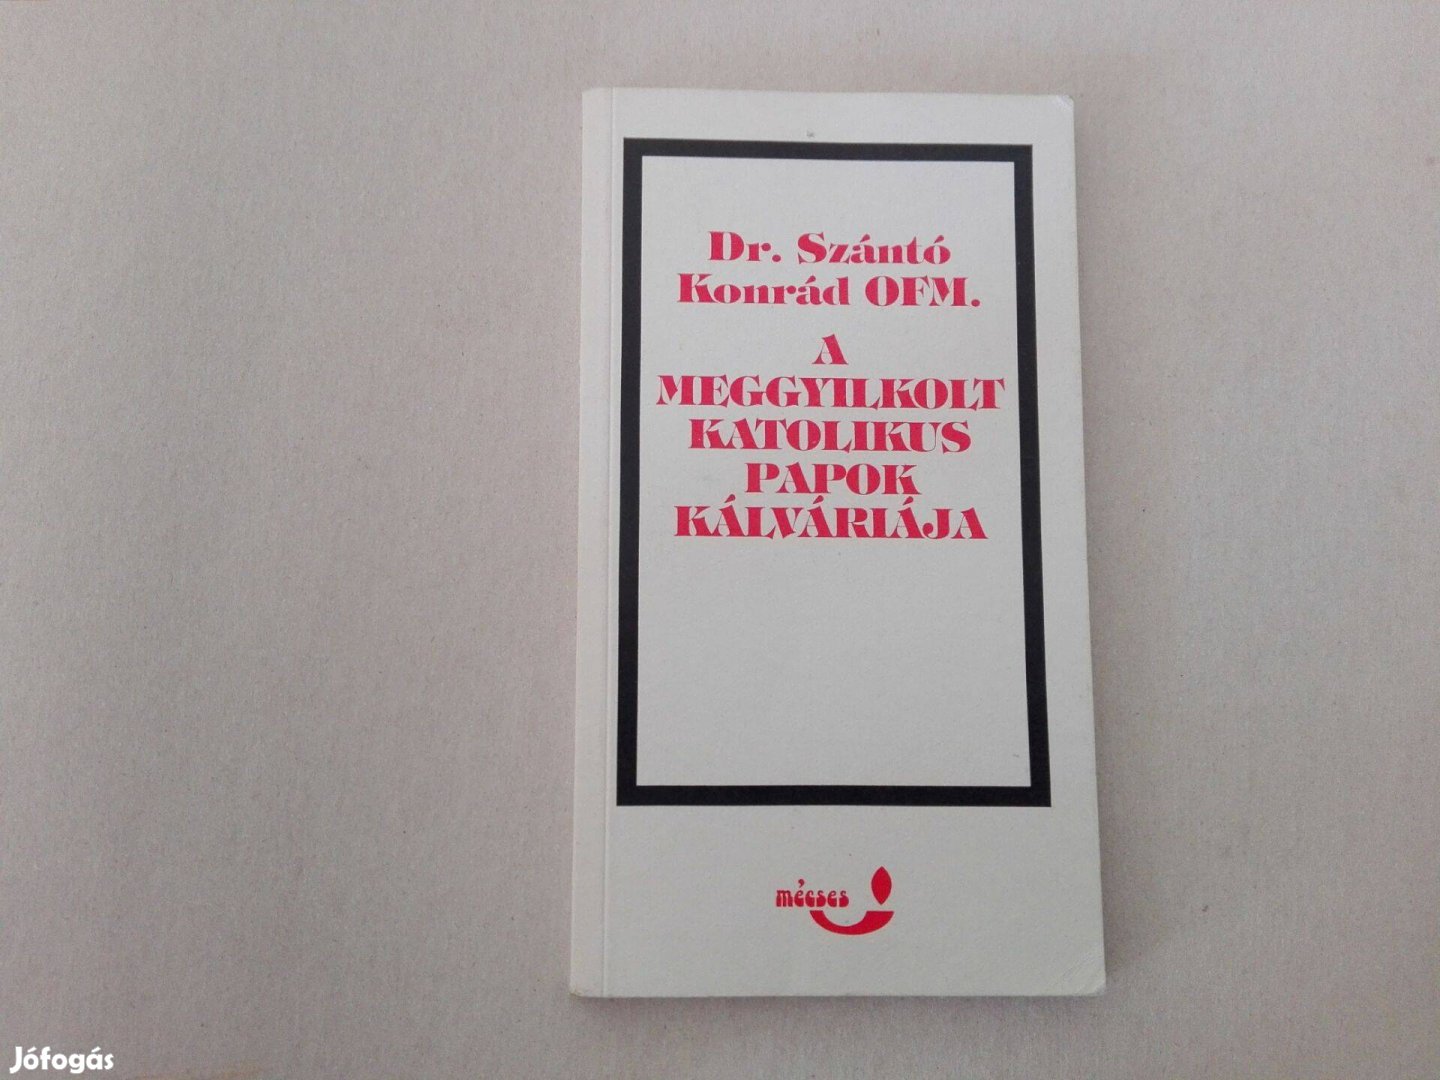 Dr. Szántó
Konrád OFM.
A
MEGGYILKOLT
KATOLIKUS
PAPOK
KÁLVÁRIÁJA
mécses
Jófogás